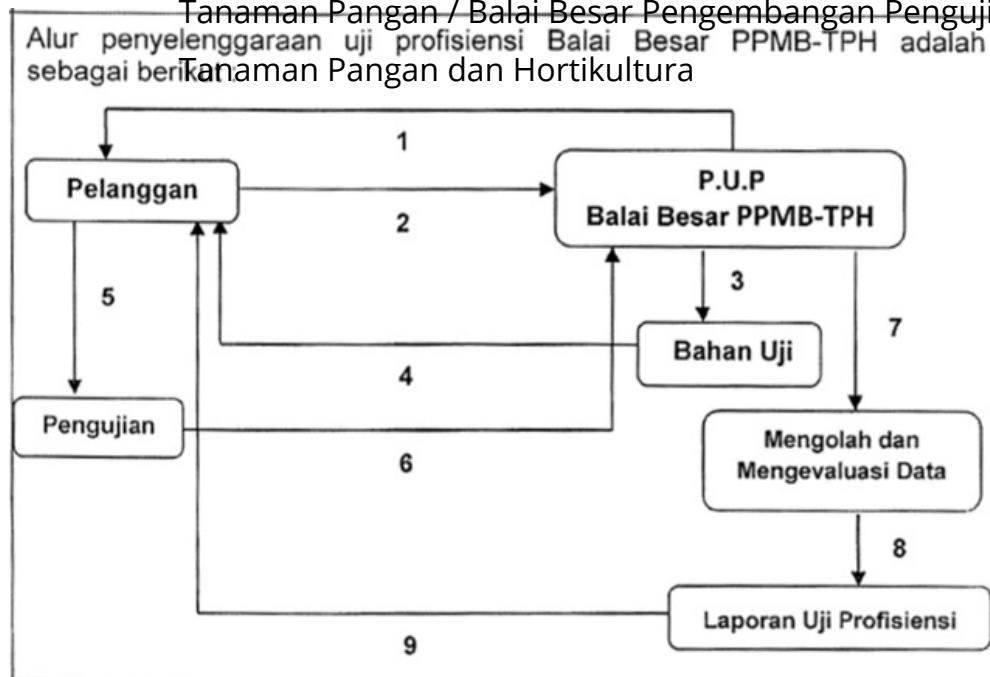 Tanaman Pangan / Balai Besar Pengembangan Penguji
Alur penyelenggaraan uji profisiensi Balai Besar PPMB-TPH adalah
sebagai berikut :
Tanaman Pangan dan Hortikultura
1
Pelanggan
P.U.P
Balai Besar PPMB-TPH
2
3
5
7
Bahan Uji
4
Pengujian
6
Mengolah dan
Mengevaluasi Data
8
Laporan Uji Profisiensi
9